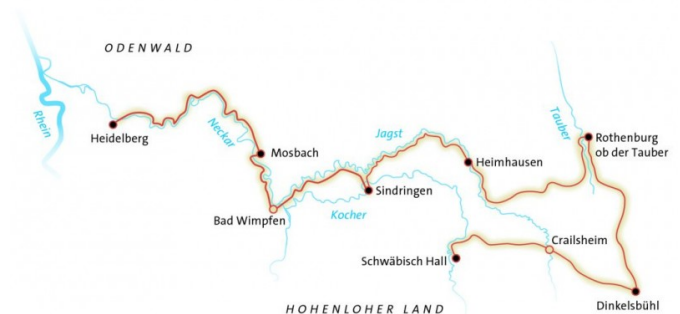 ODENWALD
Rhein
Heidelberg
Neckar
Mosbach
Jagst
Tauber
Rothenburg
ob der Tauber
Heimhausen
Sindringen
Bad Wimpfen
Kocher
Crailsheim
Schwäbisch Hall
Dinkelsbühl
HOHENLOHER LAND